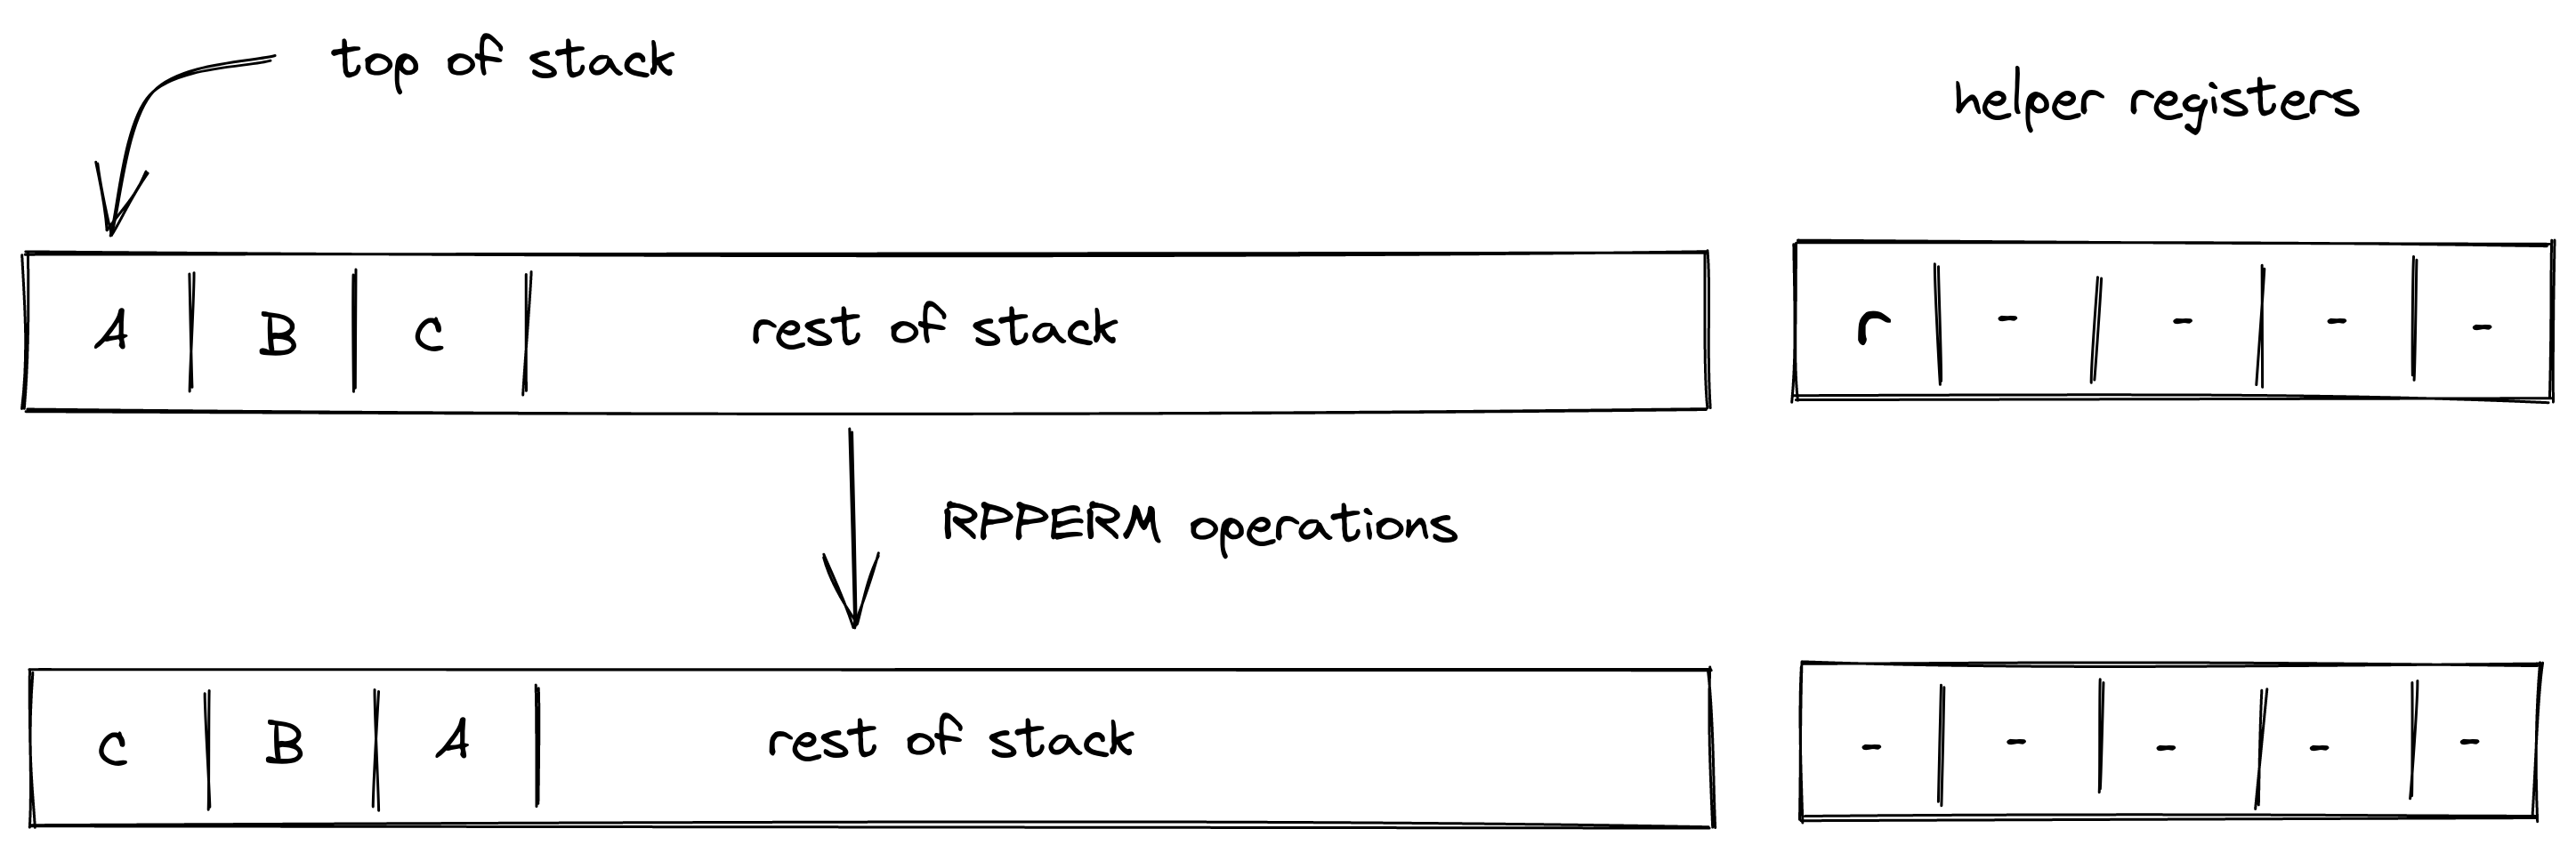 top of stack
helper registers
A B C rest of stack
r - - - -
RPPERM operations
C B A rest of stack
- - - - -